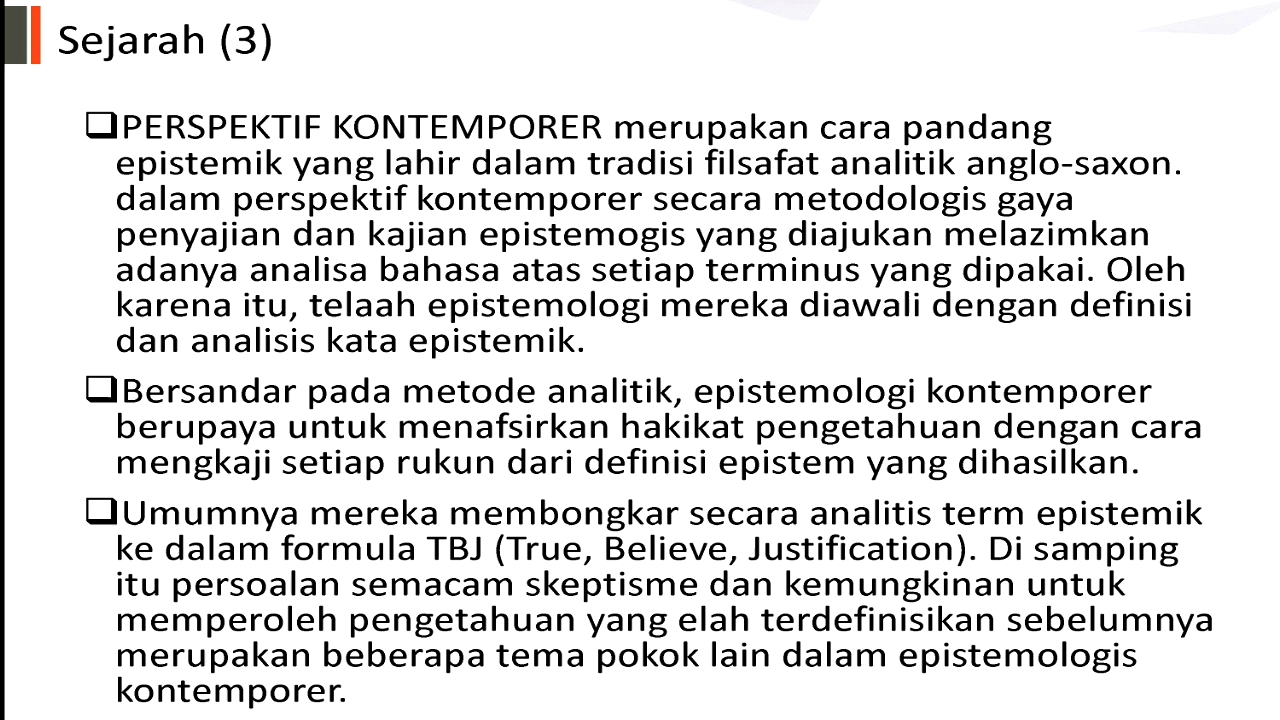 Sejarah (3)
❑PERSPEKTIF KONTEMPORER merupakan cara pandang
epistemik yang lahir dalam tradisi filsafat analitik anglo-saxon.
dalam perspektif kontemporer secara metodologis gaya
penyajian dan kajian epistemogis yang diajukan melazimkan
adanya analisa bahasa atas setiap terminus yang dipakai. Oleh
karena itu, telaah epistemologi mereka diawali dengan definisi
dan analisis kata epistemik.
❑Bersandar pada metode analitik, epistemologi kontemporer
berupaya untuk menafsirkan hakikat pengetahuan dengan cara
mengkaji setiap rukun dari definisi epistem yang dihasilkan.
❑Umumnya mereka membongkar secara analitis term epistemik
ke dalam formula TBJ (True, Believe, Justification). Di samping
itu persoalan semacam skeptisme dan kemungkinan untuk
memperoleh pengetahuan yang elah terdefinisikan sebelumnya
merupakan beberapa tema pokok lain dalam epistemologis
kontemporer.